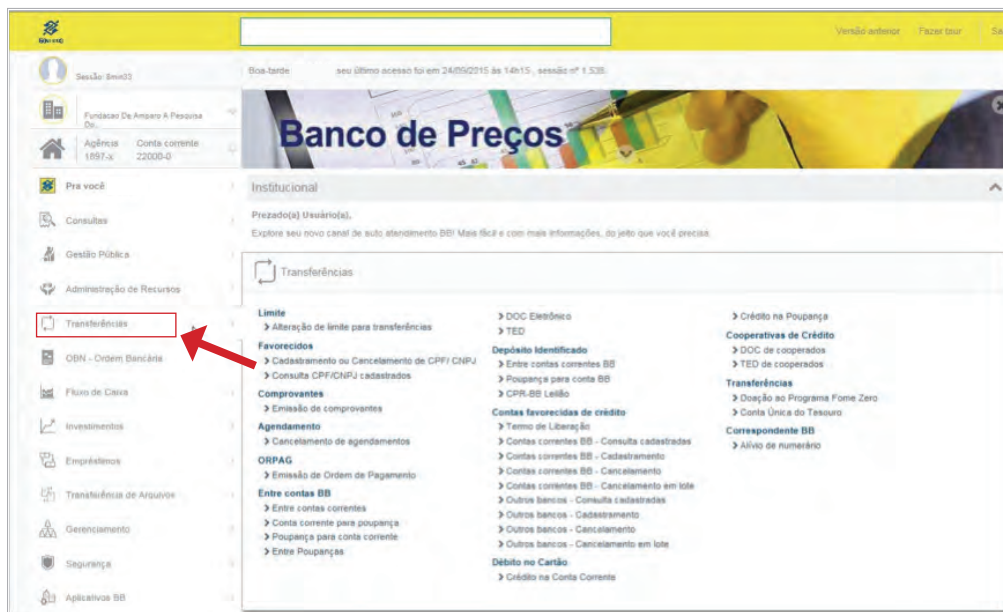 Versão anterior Fazer tour Sa
Sessão: 8min03
Boa-tarde seu último acesso foi em 24/09/2015 às 14h15 , sessão nº 1.538.
Fundacao De Amparo A Pesquisa Do..
Agência Conta corrente
1897-x 22000-0
Banco de Preços
Pra você
Consultas
Gestão Pública
Administração de Recursos
Transferências
OBN - Ordem Bancária
Fluxo de Caixa
Investimentos
Empréstimos
Transferência de Arquivos
Gerenciamento
Segurança
Aplicativos BB
Institucional
Prezado(a) Usuário(a),
Explore seu novo canal de auto atendimento BB! Mais fácil e com mais informações, do jeito que você precisa.
Transferências
Limite
Alteração de limite para transferências
Favorecidos
Cadastramento ou Cancelamento de CPF/ CNPJ
Consulta CPF/CNPJ cadastrados
Comprovantes
Emissão de comprovantes
Agendamento
Cancelamento de agendamentos
ORPAG
Emissão de Ordem de Pagamento
Entre contas BB
Entre contas correntes
Conta corrente para poupança
Poupança para conta corrente
Entre Poupanças
DOC Eletrônico
TED
Depósito Identificado
Entre contas correntes BB
Poupança para conta BB
CPR-BB Leilão
Contas favorecidas de crédito
Termo de Liberação
Contas correntes BB - Consulta cadastradas
Contas correntes BB - Cadastramento
Contas correntes BB - Cancelamento
Contas correntes BB - Cancelamento em lote
Outros bancos - Consulta cadastradas
Outros bancos - Cadastramento
Outros bancos - Cancelamento
Outros bancos - Cancelamento em lote
Débito no Cartão
Crédito na Conta Corrente
Crédito na Poupança
Cooperativas de Crédito
DOC de cooperados
TED de cooperados
Transferências
Doação ao Programa Fome Zero
Conta Única do Tesouro
Correspondente BB
Alívio de numerário